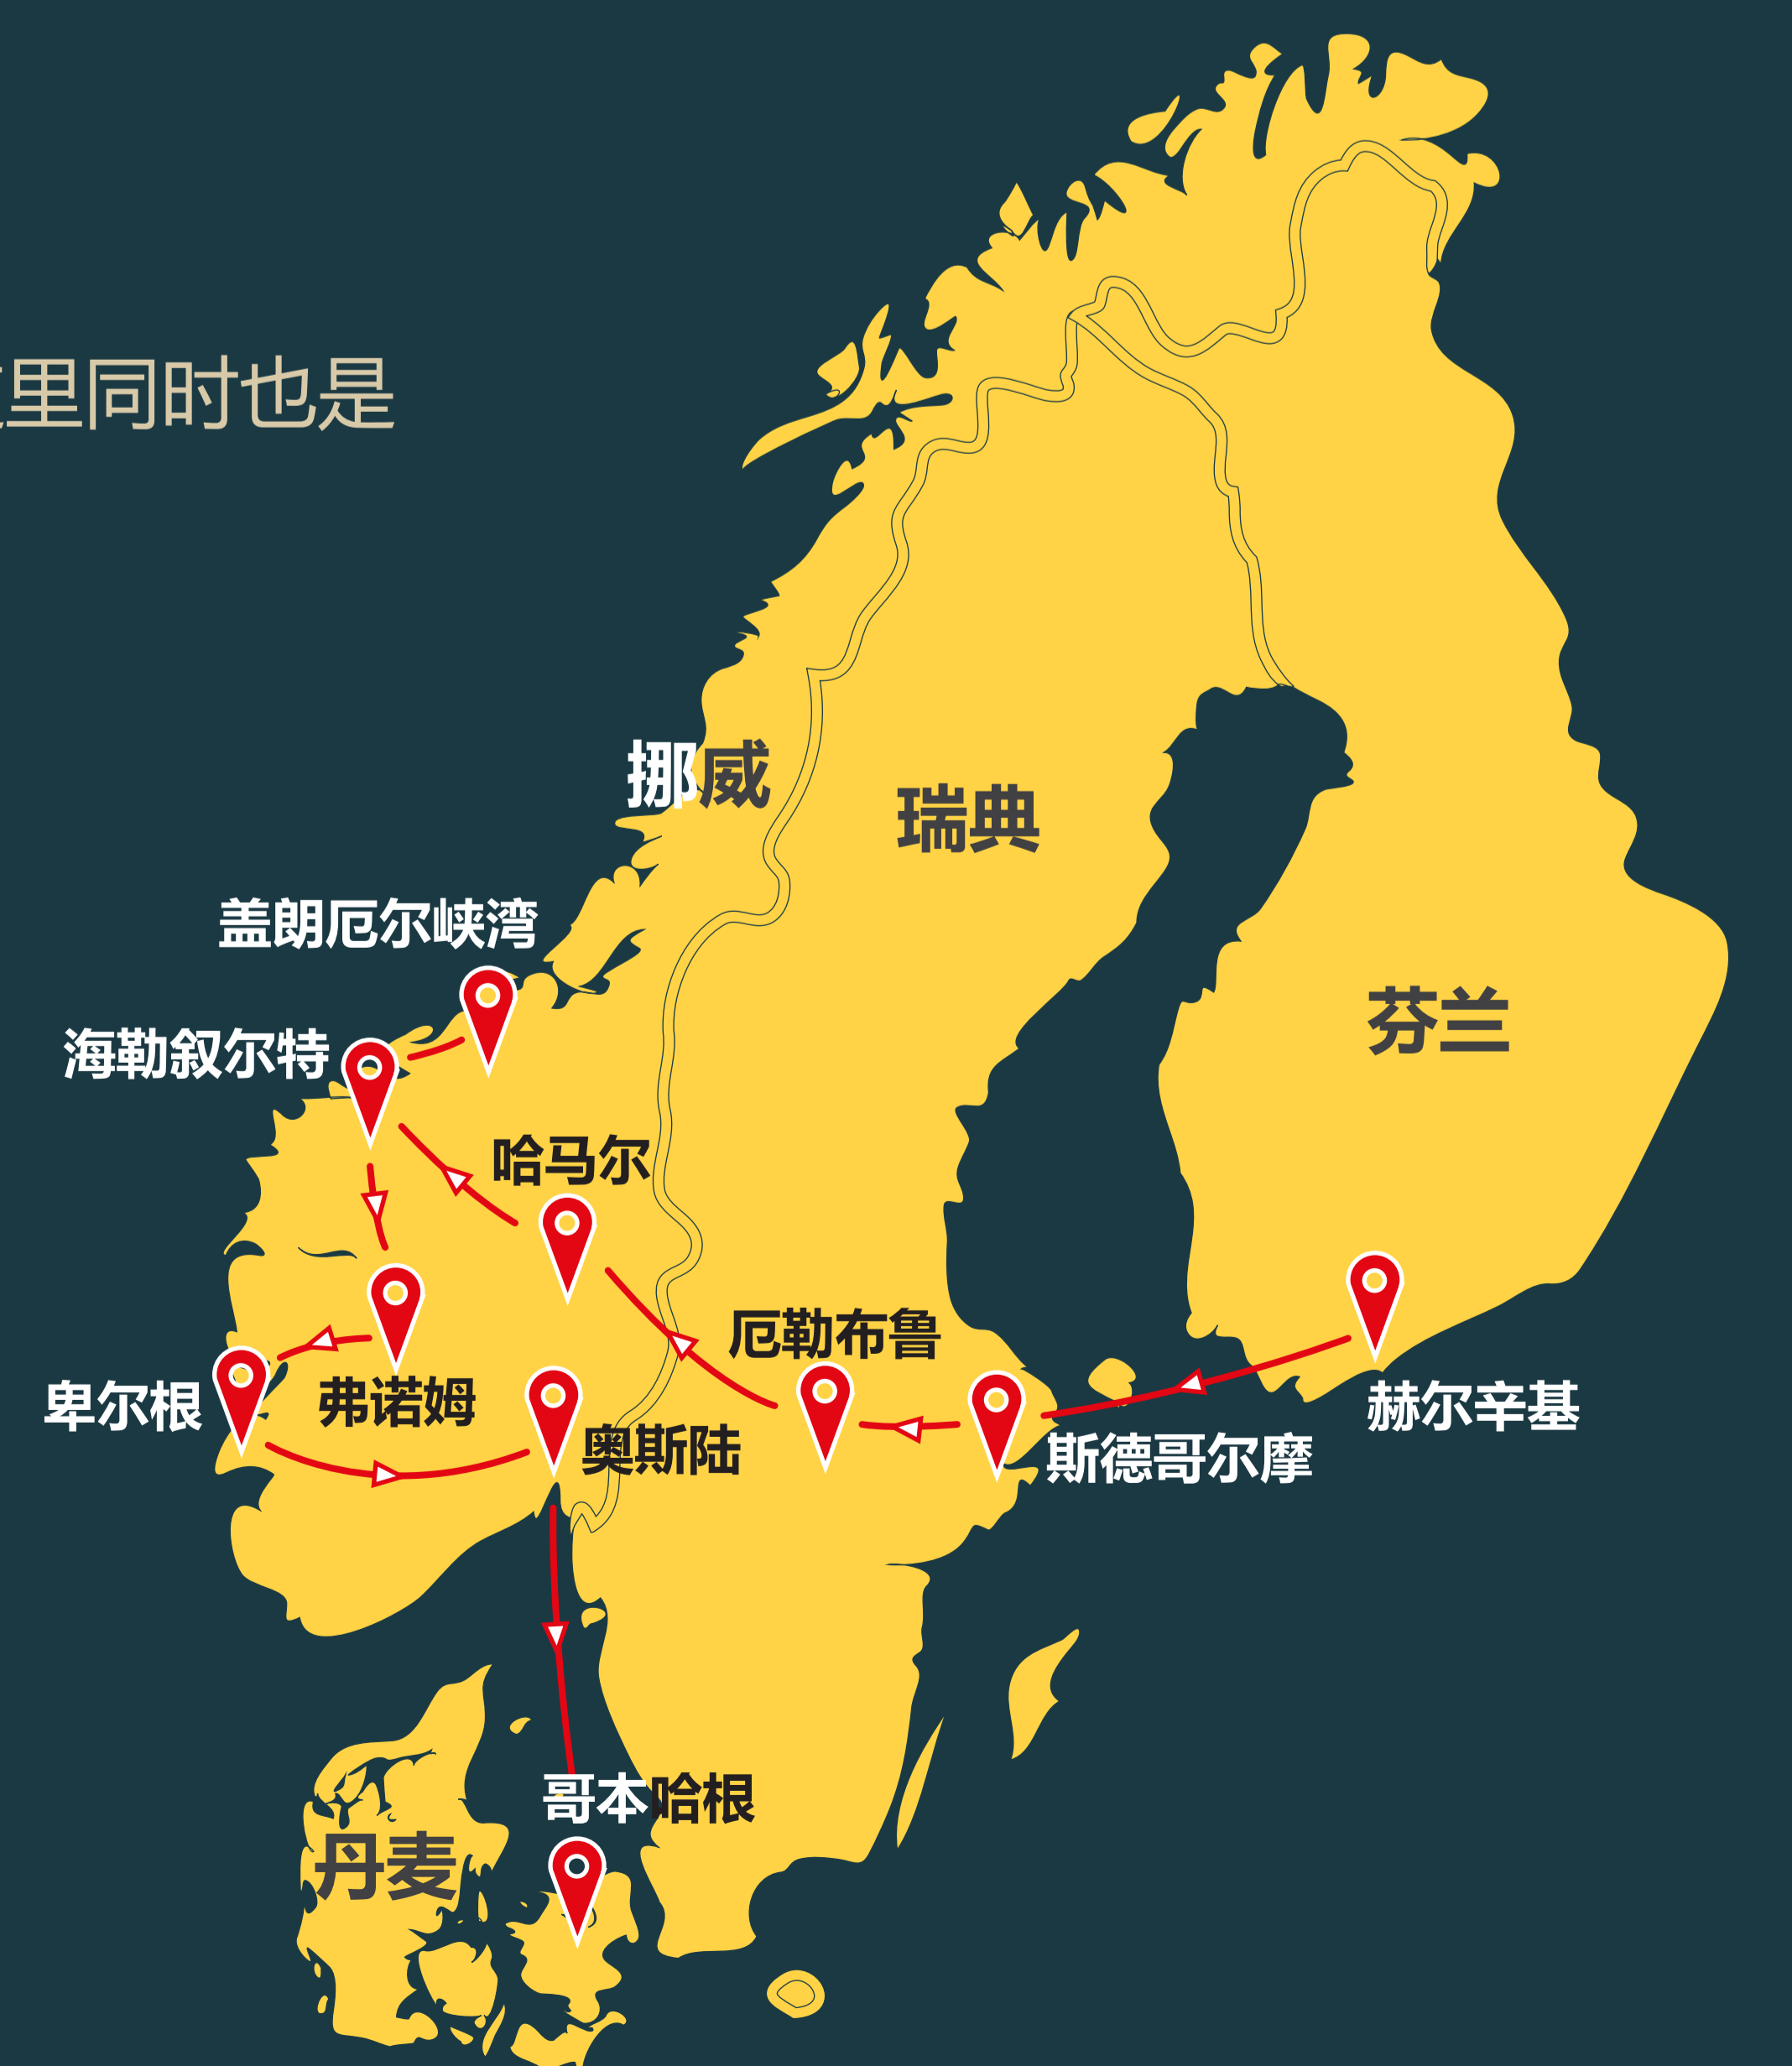 里同时也是
挪威
瑞典
盖朗厄尔峡湾
芬兰
海勒叙尔特
哈马尔
厄勒布鲁
卑尔根
弗洛姆
赫尔辛基
奥斯陆
斯德哥尔摩
哥本哈根
丹麦